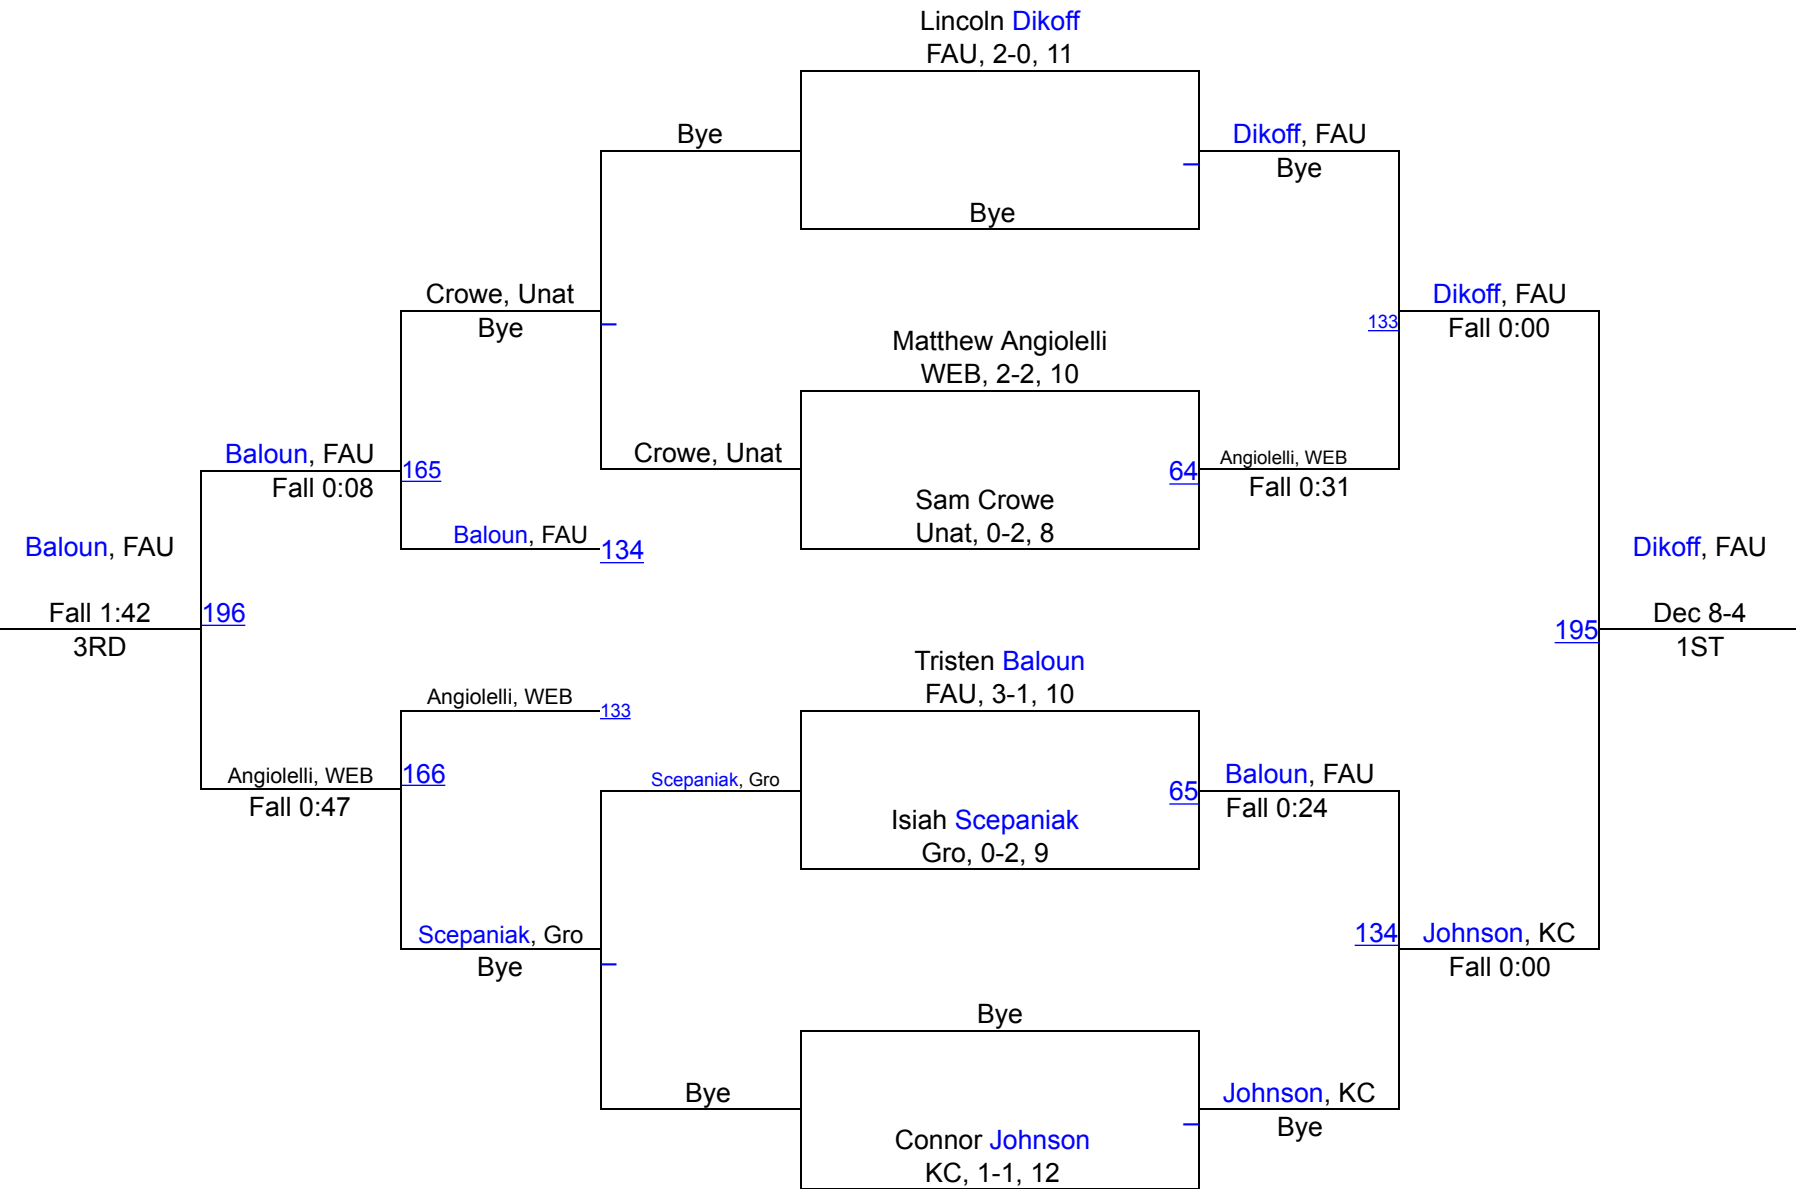 Lincoln Dikoff
FAU, 2-0, 11
Bye
Dikoff, FAU
Bye
Bye
Crowe, Unat
Bye
Dikoff, FAU
133
Fall 0:00
Matthew Angiolelli
WEB, 2-2, 10
Baloun, FAU
165
Fall 0:08
Crowe, Unat
64
Angiolelli, WEB
Fall 0:31
Sam Crowe
Unat, 0-2, 8
Baloun, FAU
134
Baloun, FAU
Fall 1:42
196
3RD
Dikoff, FAU
195
Dec 8-4
1ST
Tristen Baloun
FAU, 3-1, 10
Angiolelli, WEB
133
Angiolelli, WEB
166
Fall 0:47
Scepaniak, Gro
65
Baloun, FAU
Fall 0:24
Isiah Scepaniak
Gro, 0-2, 9
Scepaniak, Gro
Bye
134
Johnson, KC
Fall 0:00
Bye
Bye
Johnson, KC
Bye
Connor Johnson
KC, 1-1, 12